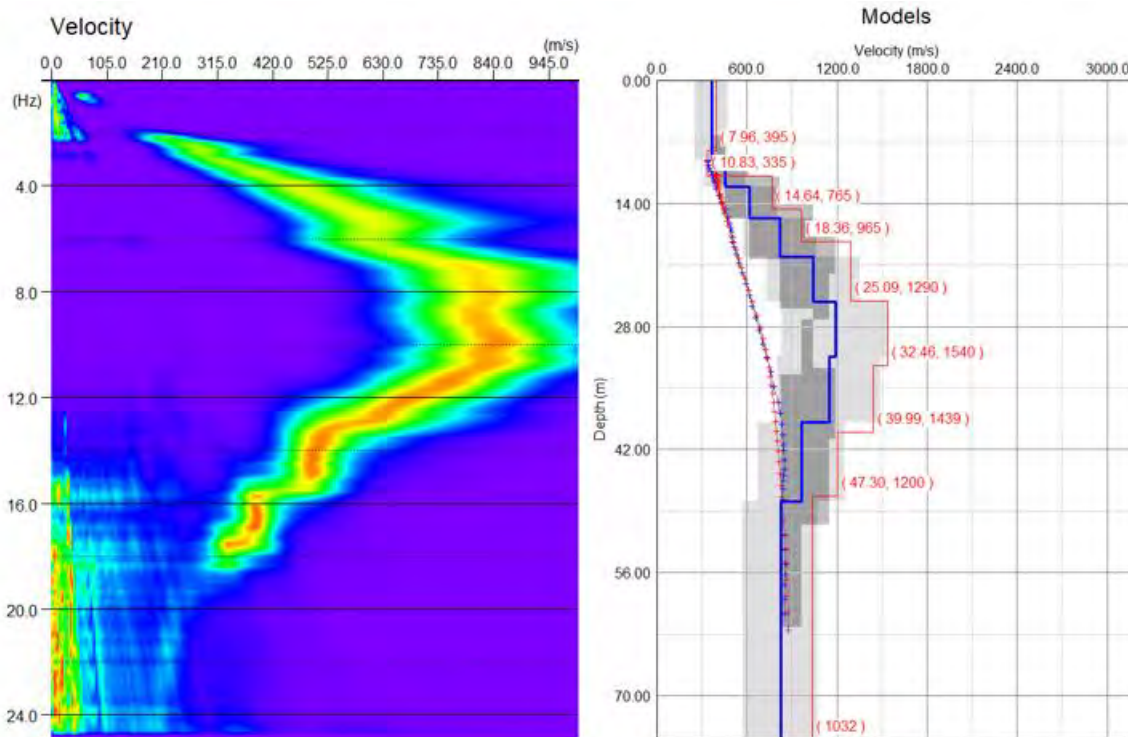 Velocity
(m/s)
0.0 105.0 210.0 315.0 420.0 525.0 630.0 735.0 840.0 945.0
(Hz)
4.0
8.0
12.0
16.0
20.0
24.0
Models
Velocity (m/s)
0.0 600.0 1200.0 1800.0 2400.0 3000.0
0.00
14.00
28.00
42.00
56.00
70.00
Depth (m)
( 7.96, 395 )
( 10.83, 335 )
( 14.64, 765 )
( 18.36, 965 )
( 25.09, 1290 )
( 32.46, 1540 )
( 39.99, 1439 )
( 47.30, 1200 )
( 1032 )